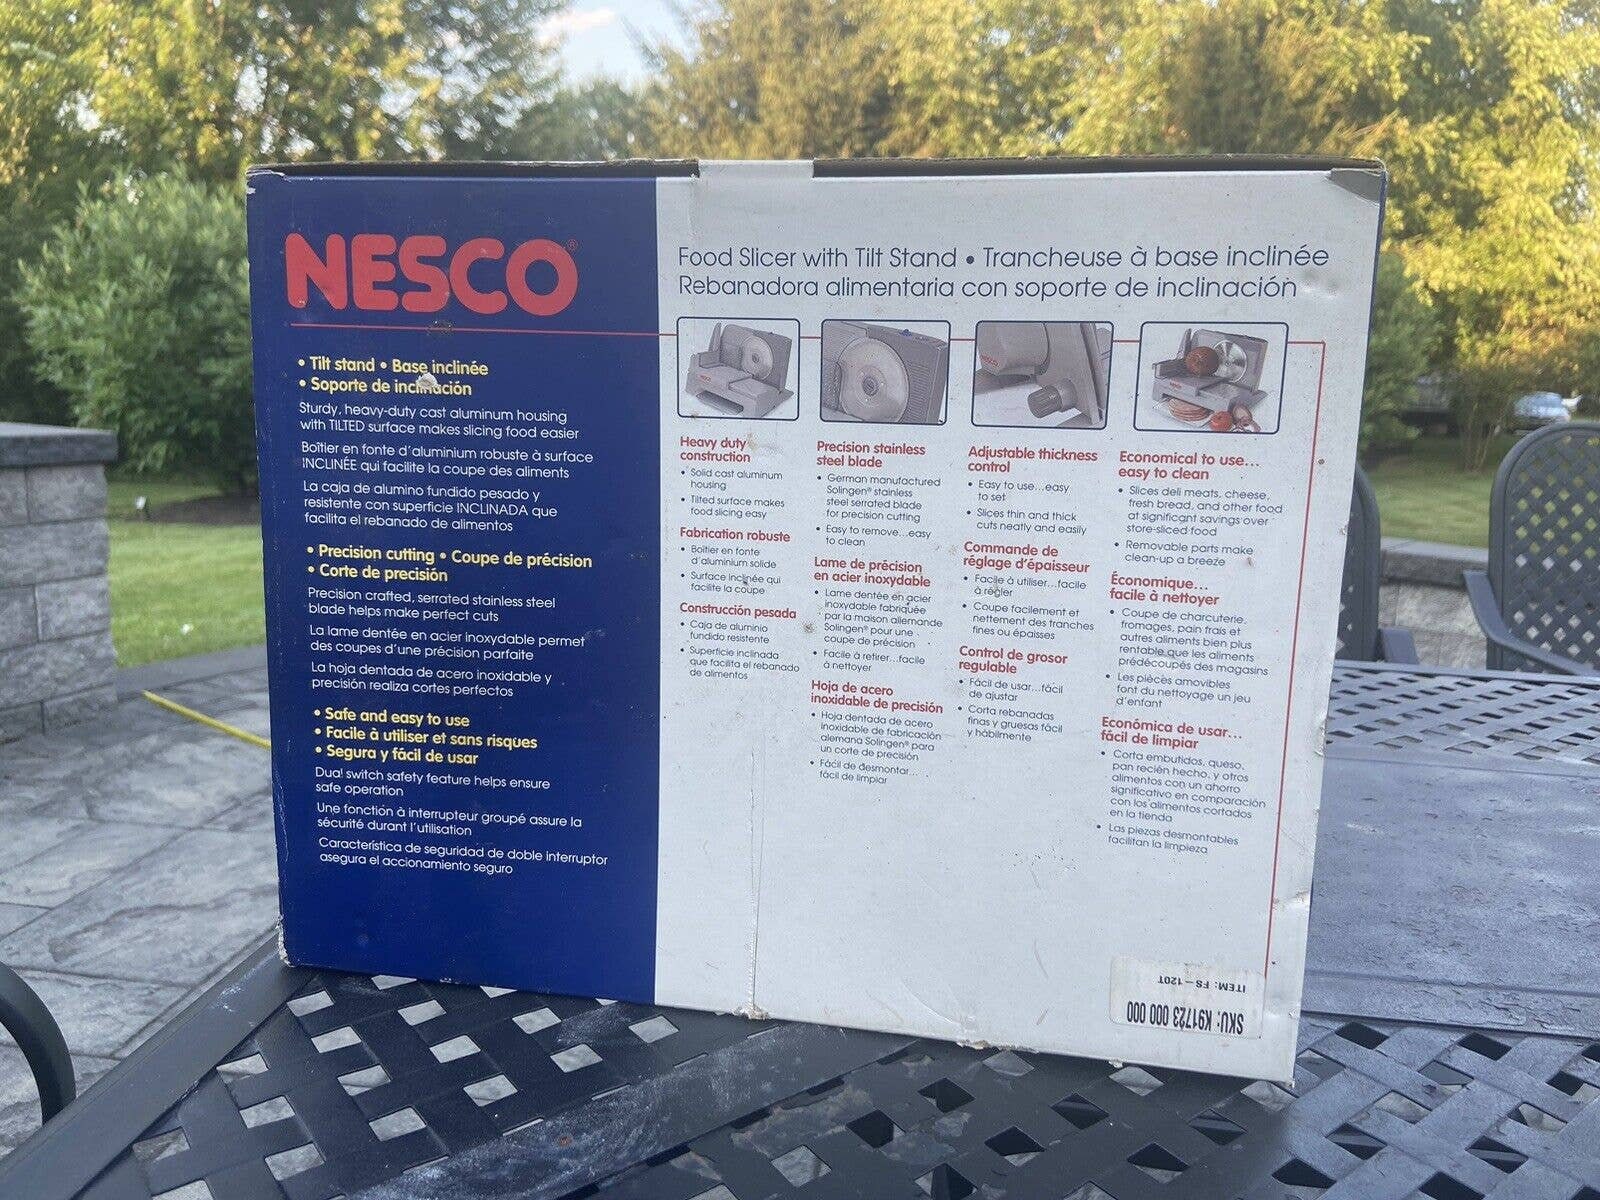 NESCO®
• Tilt stand • Base inclinée
• Soporte de inclinación
Sturdy, heavy-duty cast aluminum housing
with TILTED surface makes slicing food easier
Boîtier en fonte d'aluminium robuste à surface
INCLINÉE qui facilite la coupe des aliments
La caja de alumino fundido pesado y
resistente con superficie INCLINADA que
facilita el rebanado de alimentos
• Precision cutting • Coupe de précision
• Corte de precisión
Precision crafted, serrated stainless steel
blade helps make perfect cuts
La lame dentée en acier inoxydable permet
des coupes d'une précision parfaite
La hoja dentada de acero inoxidable y
precisión realiza cortes perfectos
• Safe and easy to use
• Facile à utiliser et sans risques
• Segura y fácil de usar
Dual switch safety feature helps ensure
safe operation
Une fonction à interrupteur groupé assure la
sécurité durant l'utilisation
Característica de seguridad de doble interruptor
asegura el accionamiento seguro
Food Slicer with Tilt Stand • Trancheuse à base inclinée
Rebanadora alimentaria con soporte de inclinación
NESCO
NESCO
NESCO
Heavy duty
construction
• Solid cast aluminum
housing
• Tilted surface makes
food slicing easy
Fabrication robuste
• Boîtier en fonte
d'aluminium solide
• Surface inclinée qui
facilite la coupe
Construcción pesada
• Caja de aluminio
fundido resistente
• Superficie inclinada
que facilita el rebanado
de alimentos
Precision stainless
steel blade
• German manufactured
Solingen® stainless
steel serrated blade
for precision cutting
• Easy to remove...easy
to clean
Lame de précision
en acier inoxydable
• Lame dentée en acier
inoxydable fabriquée
par la maison allemande
Solingen® pour une
coupe de précision
• Facile à retirer...facile
à nettoyer
Hoja de acero
inoxidable de precisión
• Hoja dentada de acero
inoxidable de fabricación
alemana Solingen® para
un corte de precisión
• Fácil de desmontar...
fácil de limpiar
Adjustable thickness
control
• Easy to use...easy
to set
• Slices thin and thick
cuts neatly and easily
Commande de
réglage d'épaisseur
• Facile à utiliser...facile
à régler
• Coupe facilement et
nettement des tranches
fines ou épaisses
Control de grosor
regulable
• Fácil de usar...fácil
de ajustar
• Corta rebanadas
finas y gruesas fácil
y hábilmente
Economical to use...
easy to clean
• Slices deli meats, cheese,
fresh bread, and other food
at significant savings over
store-sliced food
• Removable parts make
clean-up a breeze
Économique...
facile à nettoyer
• Coupe de charcuterie,
fromages, pain frais et
autres aliments bien plus
rentable que les aliments
prédécoupés des magasins
• Les pièces amovibles
font du nettoyage un jeu
d'enfant
Económica de usar...
fácil de limpiar
• Corta embutidos, queso,
pan recién hecho, y otros
alimentos con un ahorro
significativo en comparación
con los alimentos cortados
en la tienda
• Las piezas desmontables
facilitan la limpieza
SKU: K91723 000 000
ITEM: FS-120T